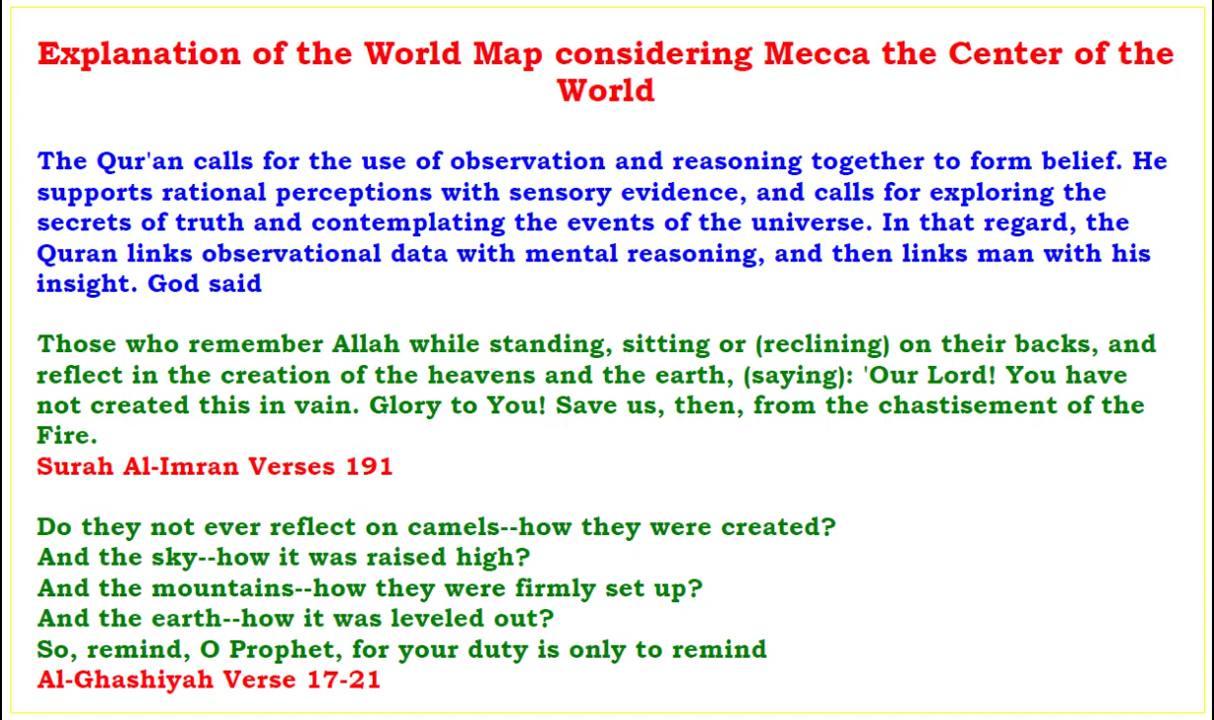 Explanation of the World Map considering Mecca the Center of the
World
The Qur'an calls for the use of observation and reasoning together to form belief. He
supports rational perceptions with sensory evidence, and calls for exploring the
secrets of truth and contemplating the events of the universe. In that regard, the
Quran links observational data with mental reasoning, and then links man with his
insight. God said
Those who remember Allah while standing, sitting or (reclining) on their backs, and
reflect in the creation of the heavens and the earth, (saying): 'Our Lord! You have
not created this in vain. Glory to You! Save us, then, from the chastisement of the
Fire.
Surah Al-Imran Verses 191
Do they not ever reflect on camels--how they were created?
And the sky--how it was raised high?
And the mountains--how they were firmly set up?
And the earth--how it was leveled out?
So, remind, O Prophet, for your duty is only to remind
Al-Ghashiyah Verse 17-21